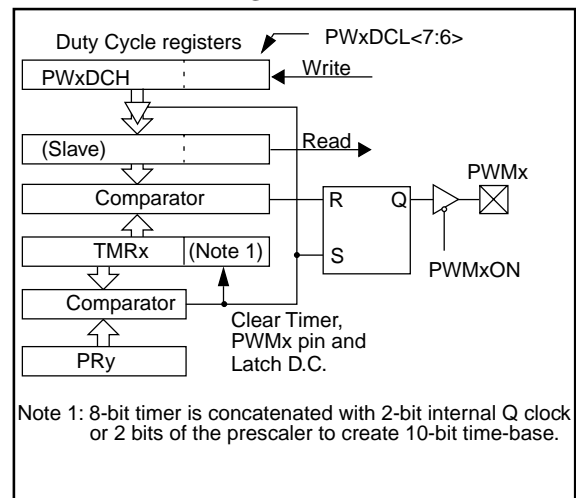 Duty Cycle registers
PWxDCL<7:6>
PWxDCH
Write
(Slave)
Read
Comparator
R
Q
PWMx
TMRx
(Note 1)
S
PWMxON
Comparator
Clear Timer,
PWMx pin and
Latch D.C.
PRy
Note 1: 8-bit timer is concatenated with 2-bit internal Q clock
or 2 bits of the prescaler to create 10-bit time-base.